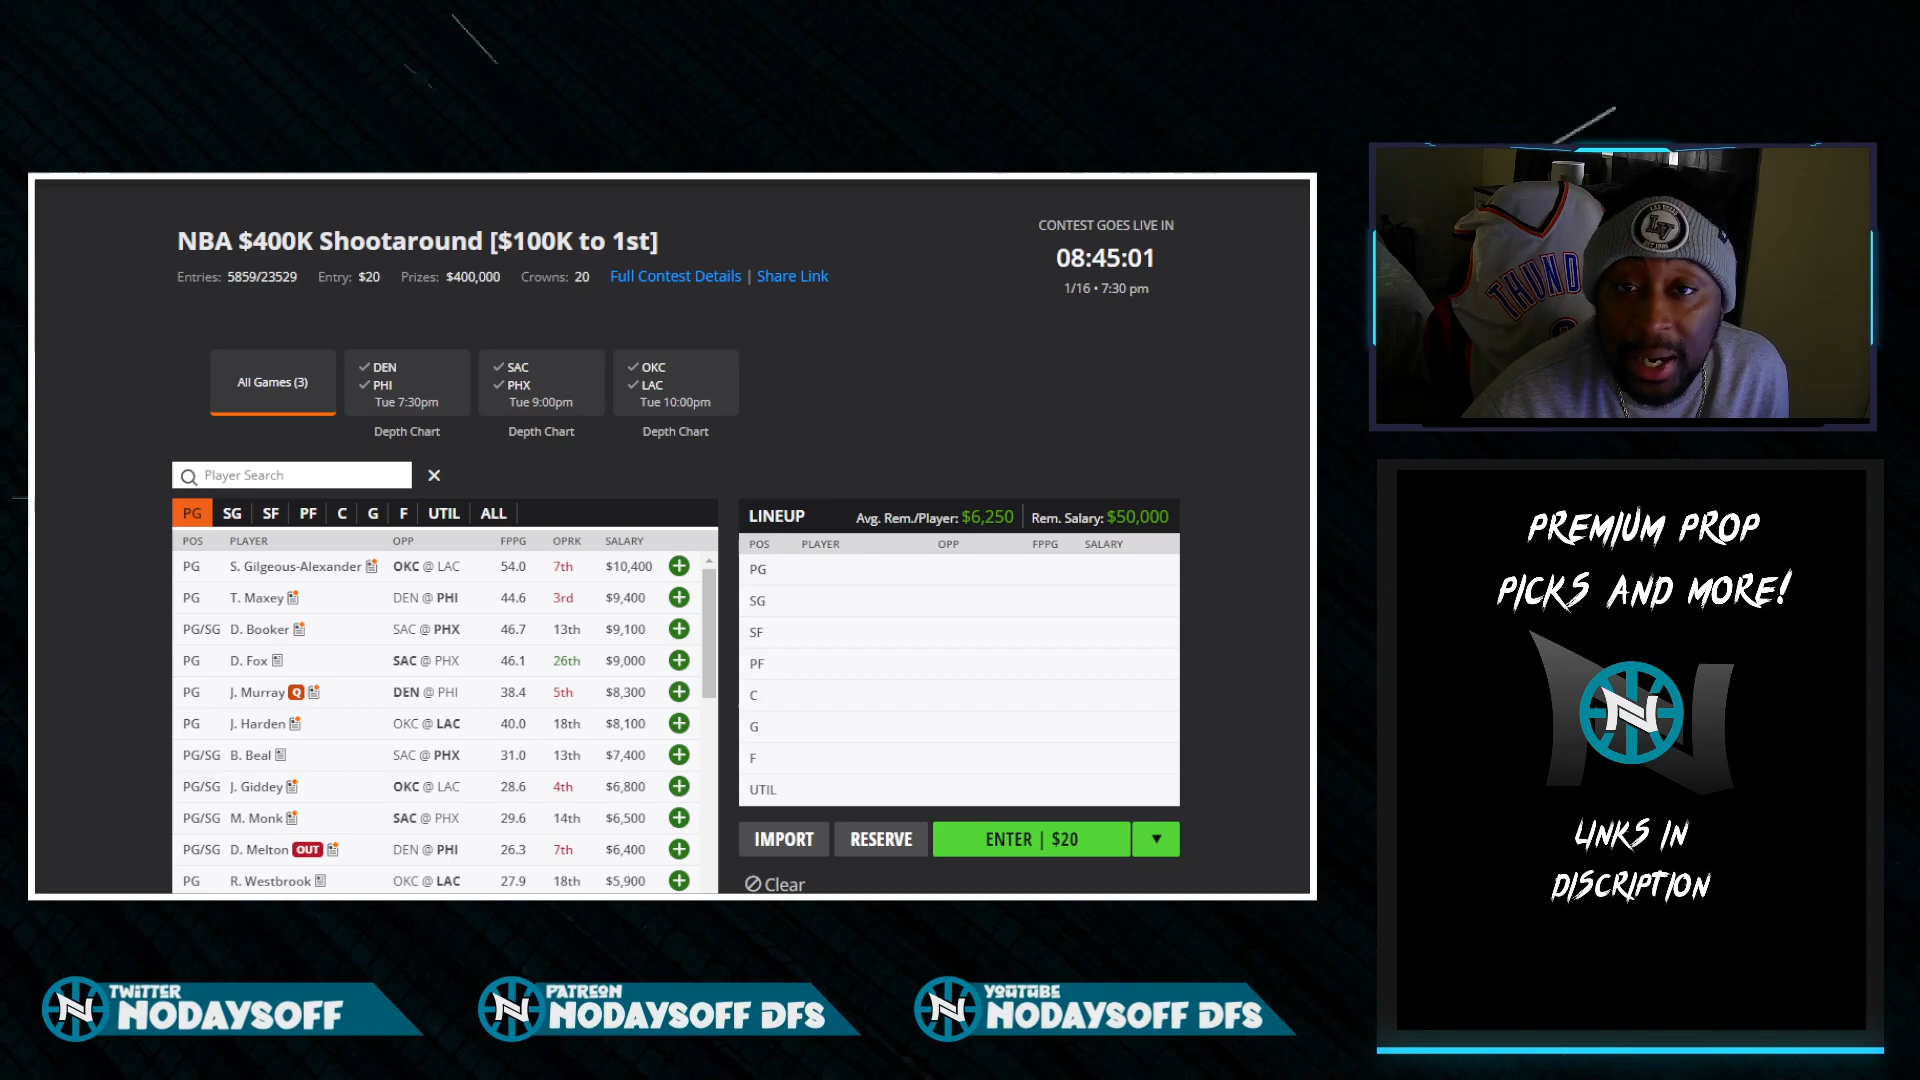 NBA $400K Shootaround [$100K to 1st]
Entries: 5859/23529 Entry: $20 Prizes: $400,000 Crowns: 20 Full Contest Details | Share Link
CONTEST GOES LIVE IN
08:45:01
1/16 • 7:30 pm
All Games (3)
DEN
PHI
Tue 7:30pm
Depth Chart
SAC
PHX
Tue 9:00pm
Depth Chart
OKC
LAC
Tue 10:00pm
Depth Chart
Player Search
PG SG SF PF C G F UTIL ALL
POS PLAYER OPP FPPG OPRK SALARY
PG S. Gilgeous-Alexander OKC @ LAC 54.0 7th $10,400
PG T. Maxey DEN @ PHI 44.6 3rd $9,400
PG/SG D. Booker SAC @ PHX 46.7 13th $9,100
PG D. Fox SAC @ PHX 46.1 26th $9,000
PG J. Murray Q DEN @ PHI 38.4 5th $8,300
PG J. Harden OKC @ LAC 40.0 18th $8,100
PG/SG B. Beal SAC @ PHX 31.0 13th $7,400
PG/SG J. Giddey OKC @ LAC 28.6 4th $6,800
PG/SG M. Monk SAC @ PHX 29.6 14th $6,500
PG/SG D. Melton OUT DEN @ PHI 26.3 7th $6,400
PG R. Westbrook OKC @ LAC 27.9 18th $5,900
LINEUP Avg. Rem./Player: $6,250 Rem. Salary: $50,000
POS PLAYER OPP FPPG SALARY
PG
SG
SF
PF
C
G
F
UTIL
IMPORT RESERVE ENTER | $20
Clear
THUND
LV
PREMIUM PROP
PICKS AND MORE!
N
LINKS IN
DISCRIPTION
TWITTER
NODAYSOFF
PATREON
NODAYSOFF DFS
YOUTUBE
NODAYSOFF DFS